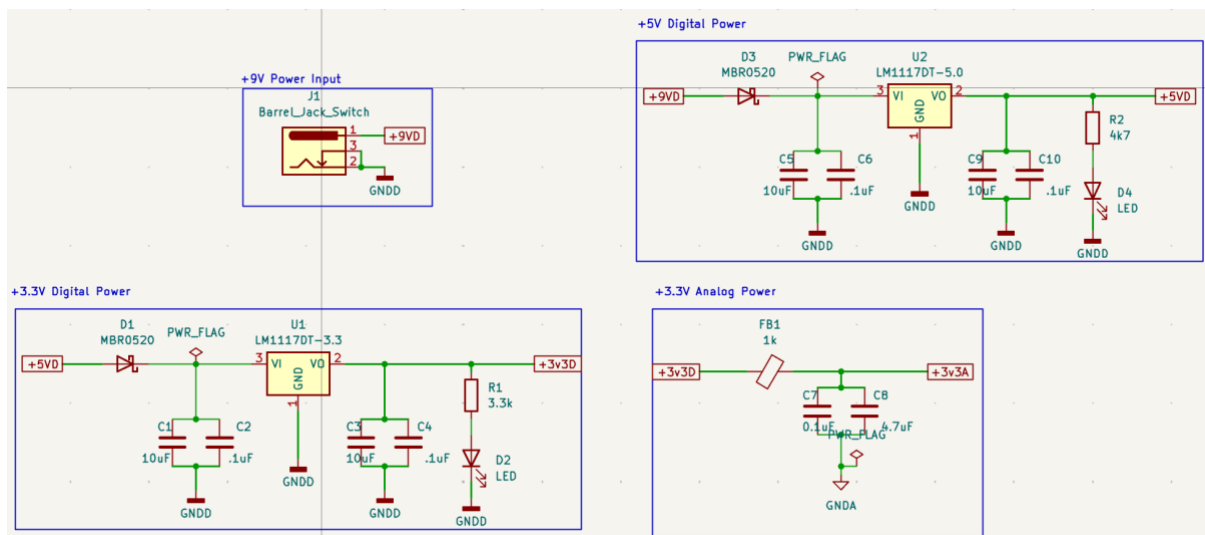 +5V Digital Power
D3
MBR0520
PWR_FLAG
U2
LM1117DT-5.0
+9VD
3
VI
VO
2
GND
1
+5VD
R2
4k7
C5
10uF
C6
.1uF
GNDD
GNDD
C9
10uF
C10
.1uF
GNDD
D4
LED
GNDD
+9V Power Input
J1
Barrel_Jack_Switch
1
3
2
+9VD
GNDD
+3.3V Digital Power
D1
MBR0520
PWR_FLAG
U1
LM1117DT-3.3
+5VD
3
VI
VO
2
GND
1
+3v3D
R1
3.3k
C1
10uF
C2
.1uF
GNDD
GNDD
C3
10uF
C4
.1uF
GNDD
D2
LED
GNDD
+3.3V Analog Power
FB1
1k
+3v3D
+3v3A
C7
0.1uF
C8
4.7uF
PWR_FLAG
GNDA